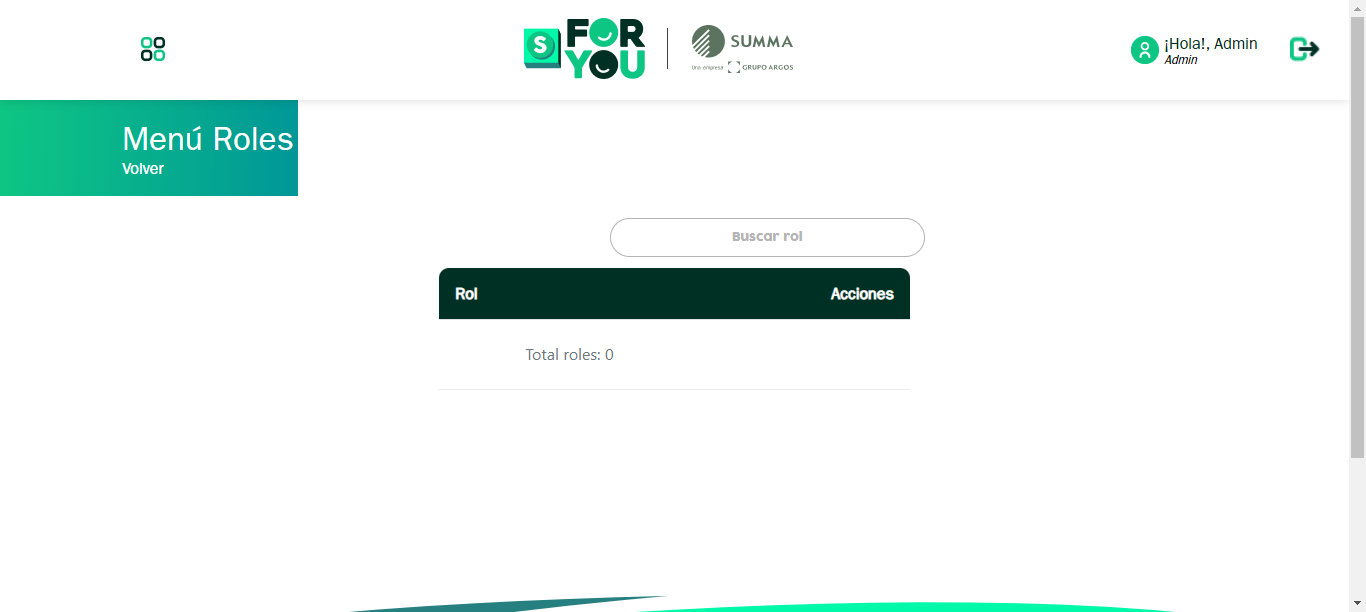 S
FOR
YOU
SUMMA
Una empresa GRUPO ARGOS
¡Hola!, Admin
Admin
Menú Roles
Volver
Buscar rol
Rol Acciones
Total roles: 0